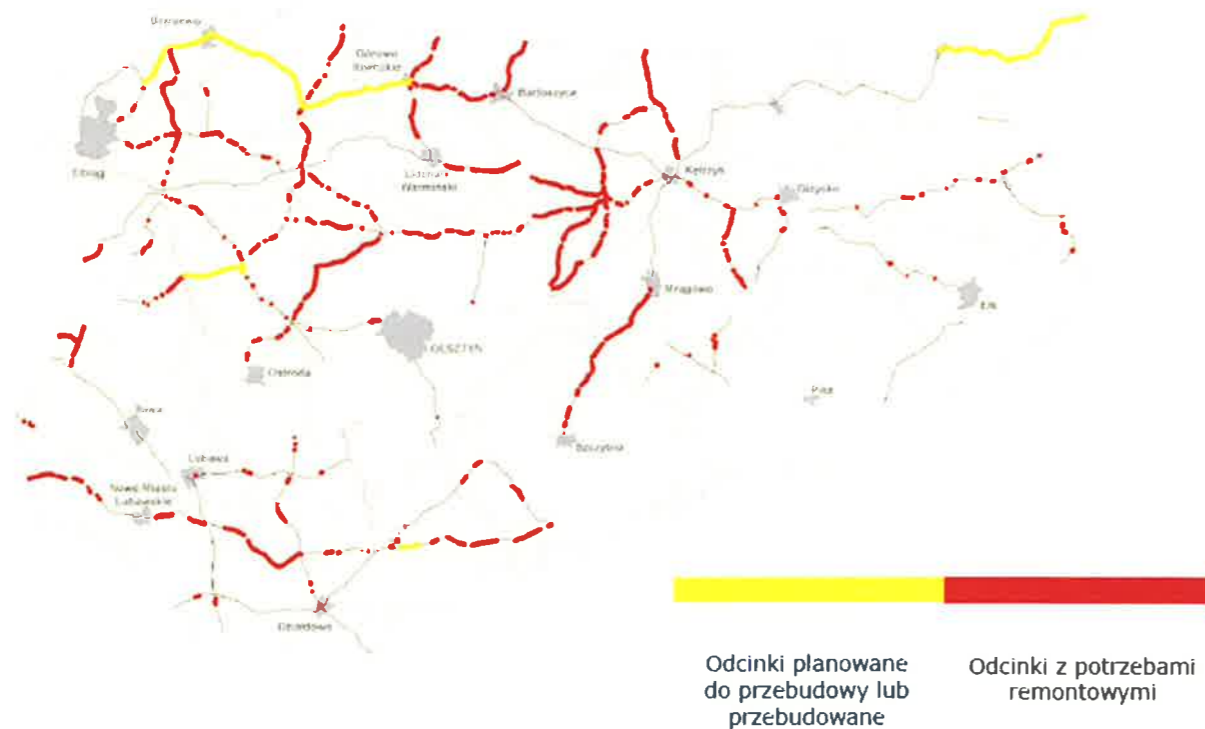 Braniewo
Górowo
Iławeckie
Bartoszyce
Elbląg
Lidzbark
Warmiński
Kętrzyn
Giżycko
Mrągowo
Ełk
OLSZTYN
Ostróda
Pisz
Iława
Szczytno
Lubawa
Nowe Miasto
Lubawskie
Działdowo
Odcinki planowane
do przebudowy lub
przebudowane
Odcinki z potrzebami
remontowymi